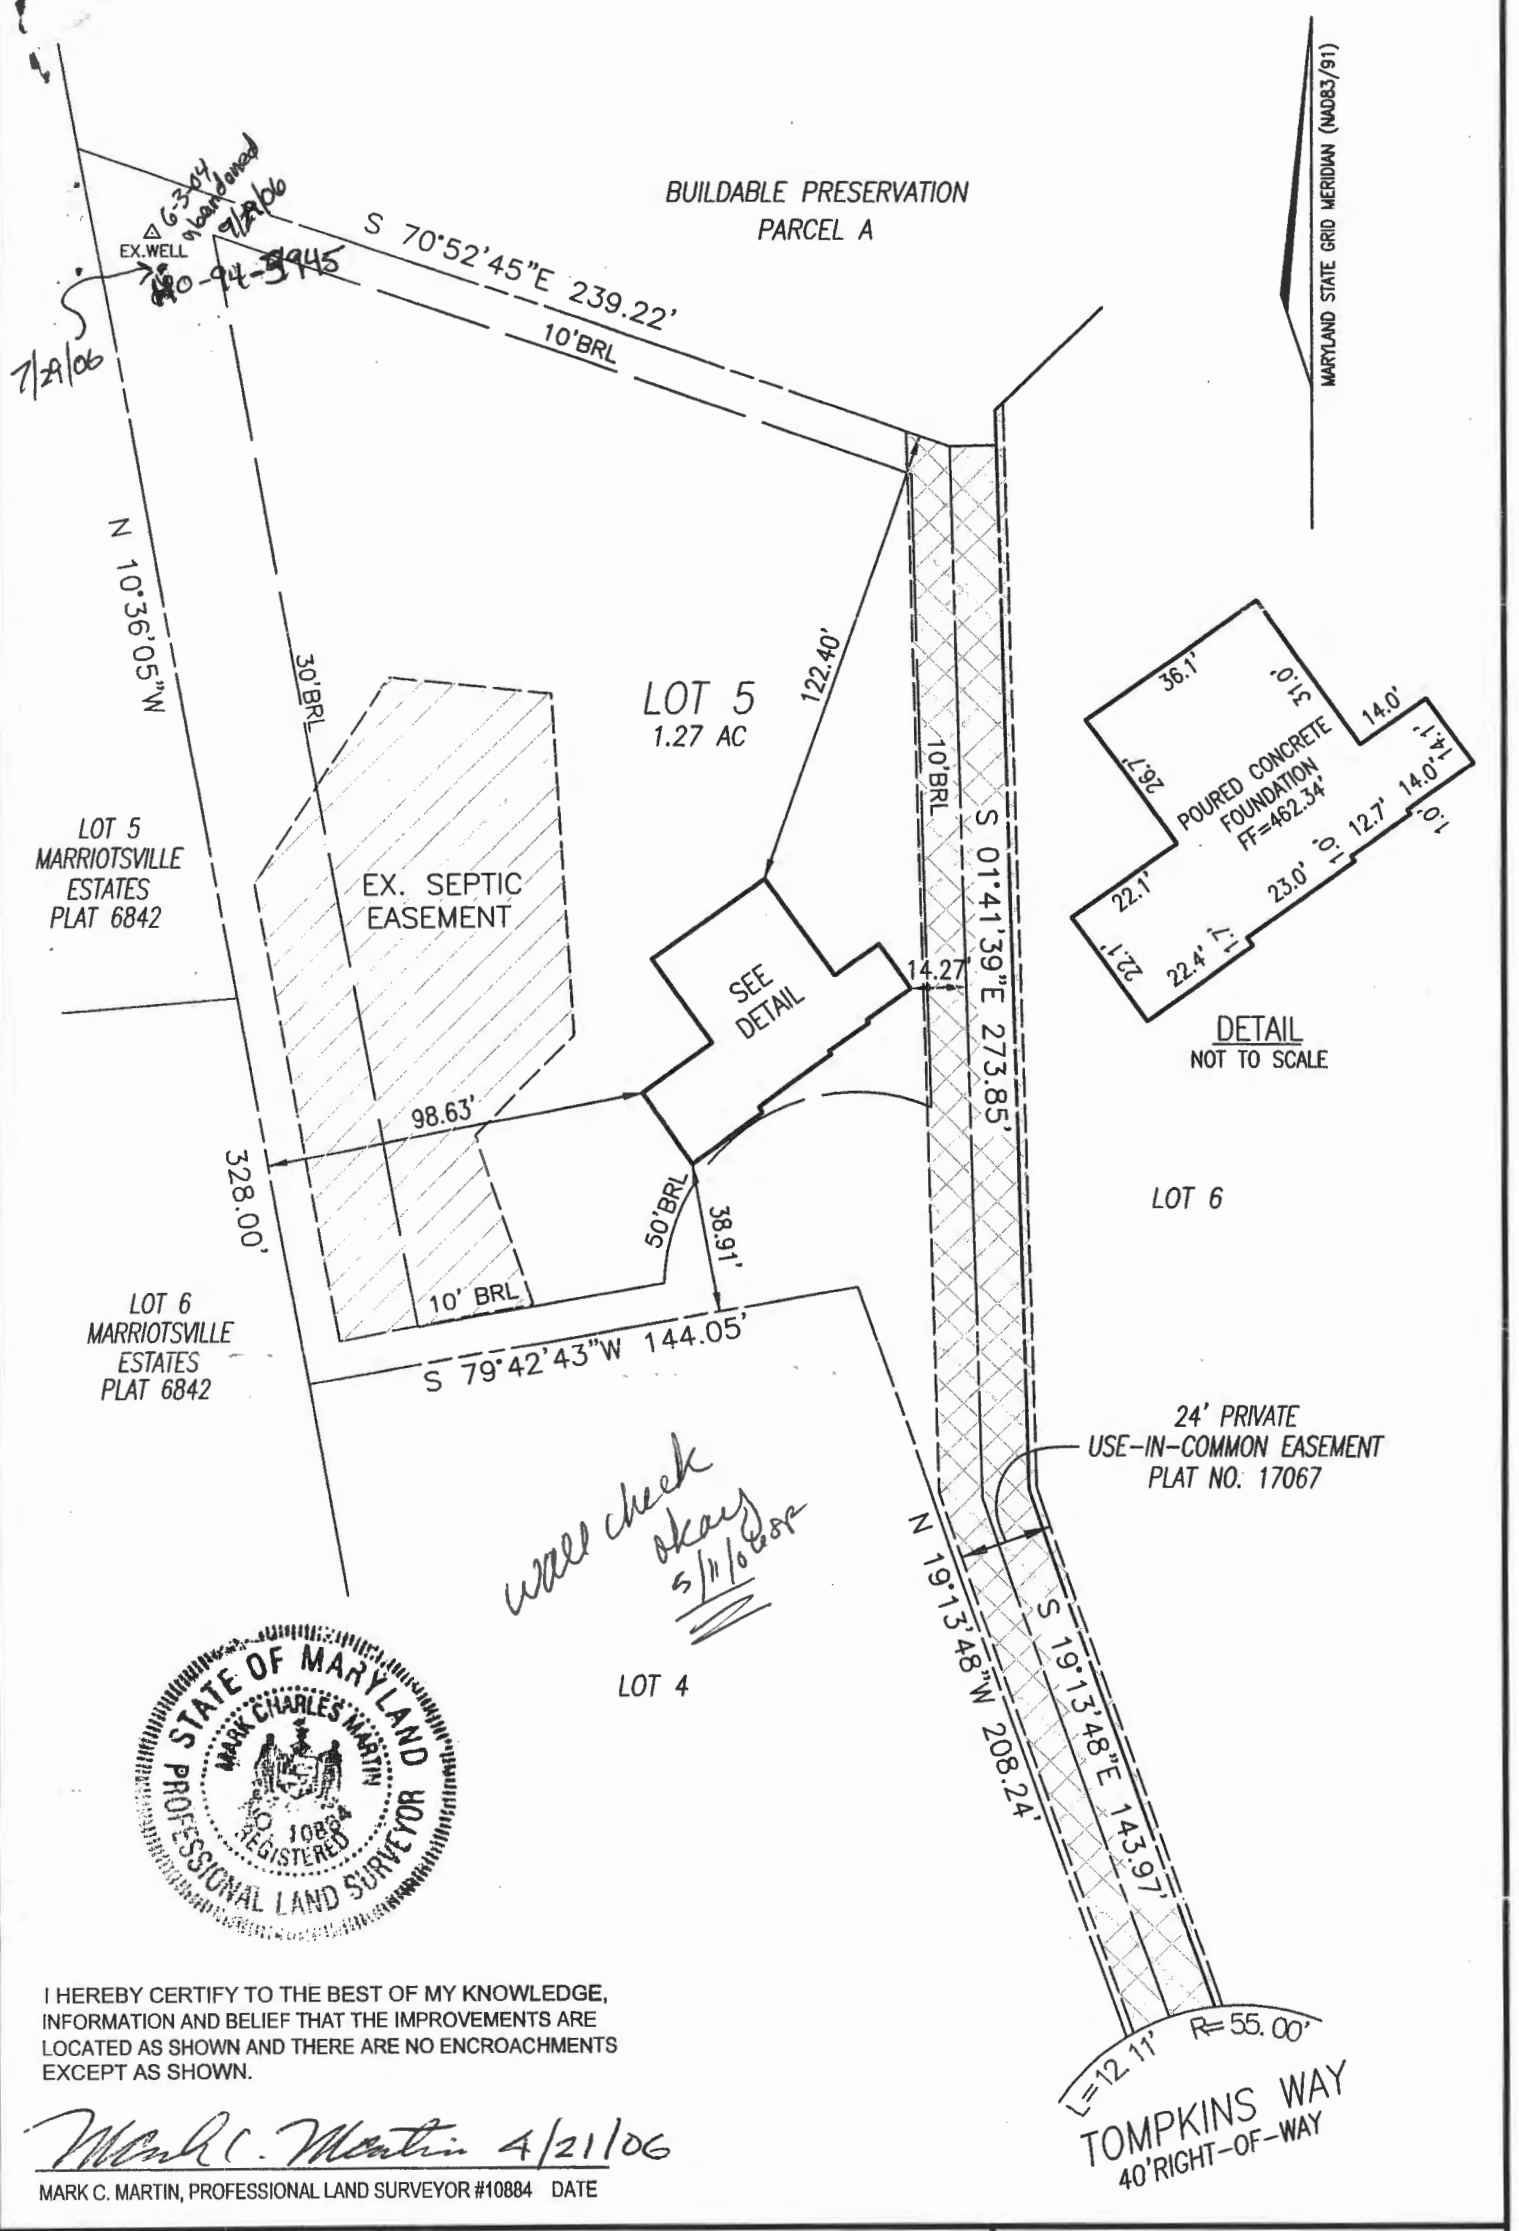 MARYLAND STATE GRID MERIDIAN (NAD83/91)
BUILDABLE PRESERVATION
PARCEL A
6-3-04
abandoned
9/29/06
EX.WELL
HO-94-3945
7/29/06
S 70°52'45"E 239.22'
10'BRL
N 10°36'05"W
328.00'
30'BRL
LOT 5
1.27 AC
122.40'
10'BRL
S 01°41'39"E 273.85'
36.1'
31.0'
14.0'
14.1'
14.0'
1.0'
12.7'
1.0'
23.0'
1.7'
22.4'
22.1'
22.1'
26.7'
POURED CONCRETE
FOUNDATION
FF=462.34'
DETAIL
NOT TO SCALE
LOT 5
MARRIOTSVILLE
ESTATES
PLAT 6842
EX. SEPTIC
EASEMENT
SEE
DETAIL
14.27'
98.63'
50'BRL
38.91'
10' BRL
LOT 6
LOT 6
MARRIOTSVILLE
ESTATES
PLAT 6842
S 79°42'43"W 144.05'
24' PRIVATE
USE-IN-COMMON EASEMENT
PLAT NO. 17067
wall check
okay
5/11/06
LOT 4
N 19°13'48"W 208.24'
S 19°13'48"E 143.97'
STATE OF MARYLAND
MARK CHARLES MARTIN
10884
REGISTERED
PROFESSIONAL LAND SURVEYOR
I HEREBY CERTIFY TO THE BEST OF MY KNOWLEDGE,
INFORMATION AND BELIEF THAT THE IMPROVEMENTS ARE
LOCATED AS SHOWN AND THERE ARE NO ENCROACHMENTS
EXCEPT AS SHOWN.
Mark C. Martin 4/21/06
MARK C. MARTIN, PROFESSIONAL LAND SURVEYOR #10884 DATE
L=12.11'
R=55.00'
TOMPKINS WAY
40'RIGHT-OF-WAY